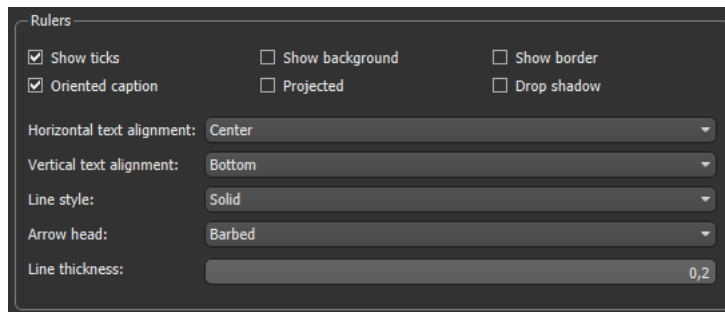 Rulers
Show ticks Show background Show border
Oriented caption Projected Drop shadow
Horizontal text alignment: Center
Vertical text alignment: Bottom
Line style: Solid
Arrow head: Barbed
Line thickness: 0,2